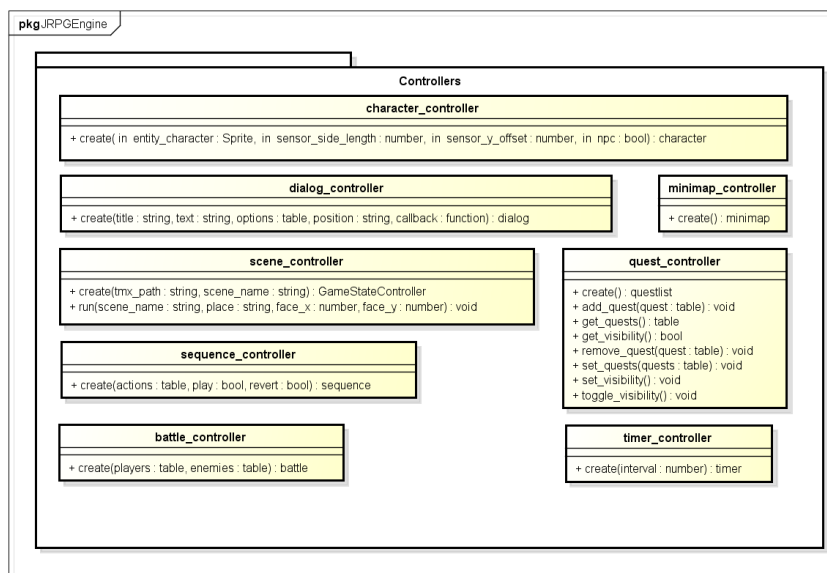 pkg JRPGEngine
Controllers
character_controller
+ create( in entity_character : Sprite, in sensor_side_length : number, in sensor_y_offset : number, in npc : bool) : character
dialog_controller
+ create(title : string, text : string, options : table, position : string, callback : function) : dialog
minimap_controller
+ create() : minimap
scene_controller
+ create(tmx_path : string, scene_name : string) : GameStateController
+ run(scene_name : string, place : string, face_x : number, face_y : number) : void
quest_controller
+ create() : questlist
+ add_quest(quest : table) : void
+ get_quests() : table
+ get_visibility() : bool
+ remove_quest(quest : table) : void
+ set_quests(quests : table) : void
+ set_visibility() : void
+ toggle_visibility() : void
sequence_controller
+ create(actions : table, play : bool, revert : bool) : sequence
battle_controller
+ create(players : table, enemies : table) : battle
timer_controller
+ create(interval : number) : timer